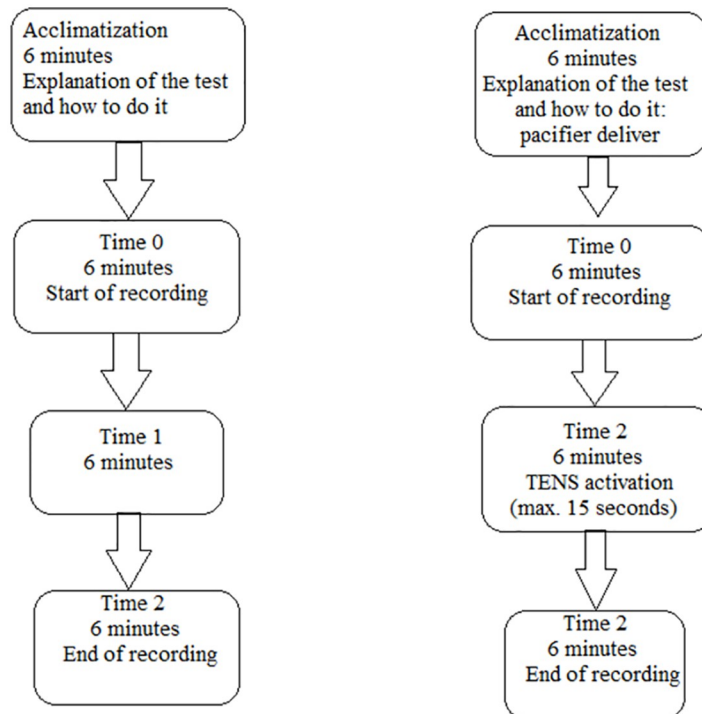 Acclimatization
6 minutes
Explanation of the test
and how to do it
Time 0
6 minutes
Start of recording
Time 1
6 minutes
Time 2
6 minutes
End of recording
Acclimatization
6 minutes
Explanation of the test
and how to do it:
pacifier deliver
Time 0
6 minutes
Start of recording
Time 2
6 minutes
TENS activation
(max. 15 seconds)
Time 2
6 minutes
End of recording